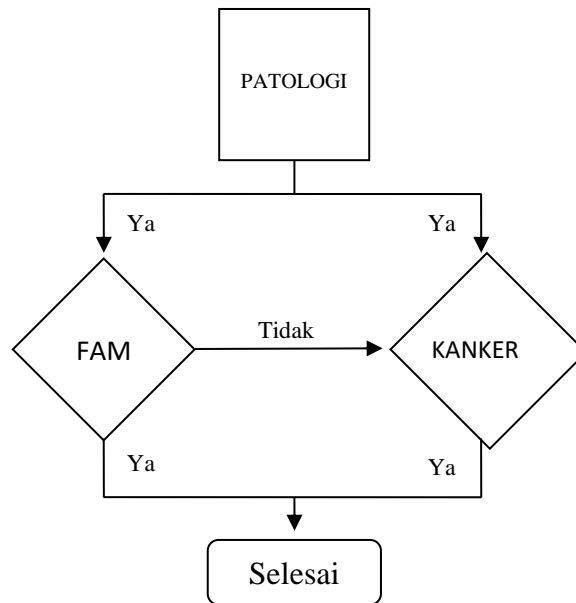 PATOLOGI
Ya
Ya
FAM
Tidak
KANKER
Ya
Ya
Selesai